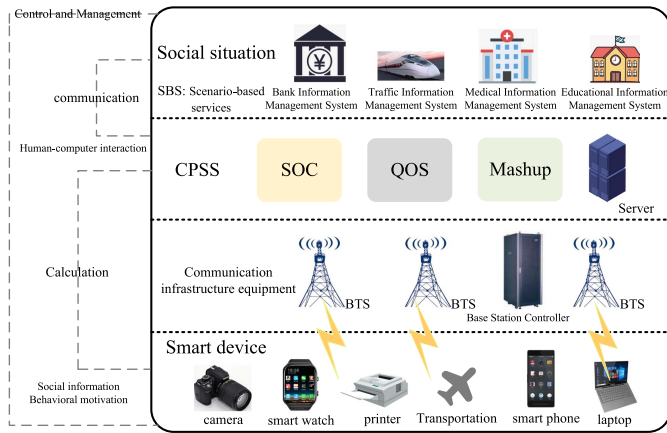 Control and Management
Social situation
SBS: Scenario-based
services
Bank Information
Management System
Traffic Information
Management System
Medical Information
Management System
Educational Information
Management System
communication
Human-computer interaction
CPSS
SOC
QOS
Mashup
Server
Calculation
Communication
infrastructure equipment
BTS
BTS
Base Station Controller
BTS
Smart device
Social information
Behavioral motivation
camera
smart watch
printer
Transportation
smart phone
laptop